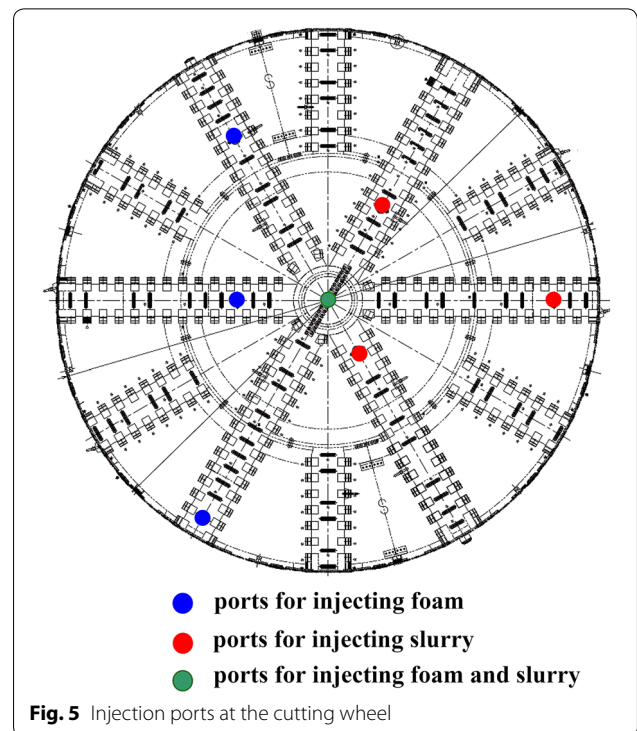 ports for injecting foam
ports for injecting slurry
ports for injecting foam and slurry
Fig. 5 Injection ports at the cutting wheel